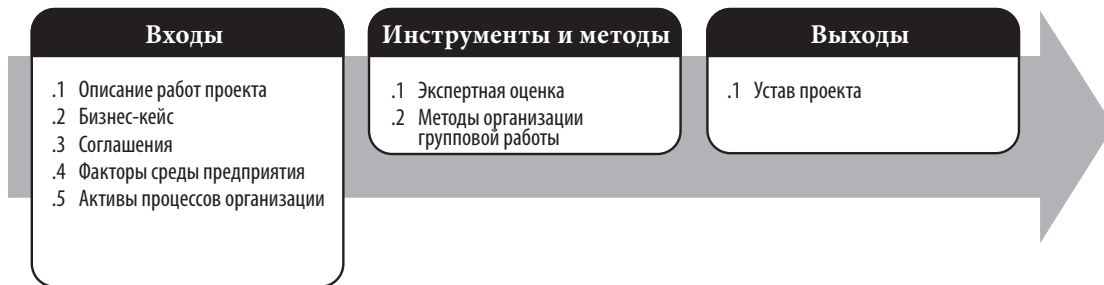 Входы
.1 Описание работ проекта
.2 Бизнес-кейс
.3 Соглашения
.4 Факторы среды предприятия
.5 Активы процессов организации
Инструменты и методы
.1 Экспертная оценка
.2 Методы организации
групповой работы
Выходы
.1 Устав проекта